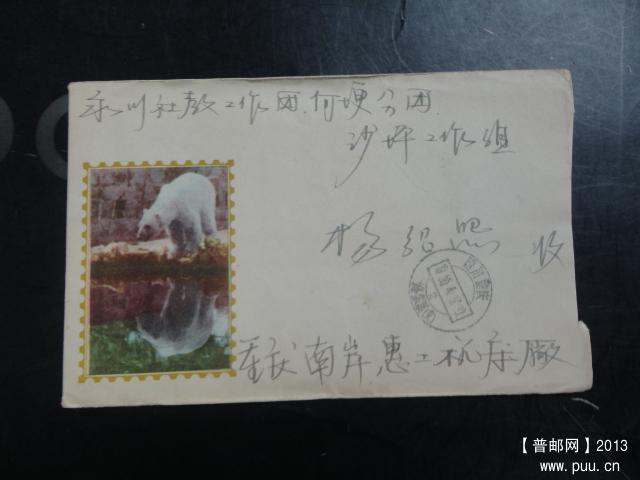 永川社教工作团.何埂分团.
沙坪工作组
杨绍照 收
重庆南岸惠工机床廠
【普邮网】2013
www.puu.cn